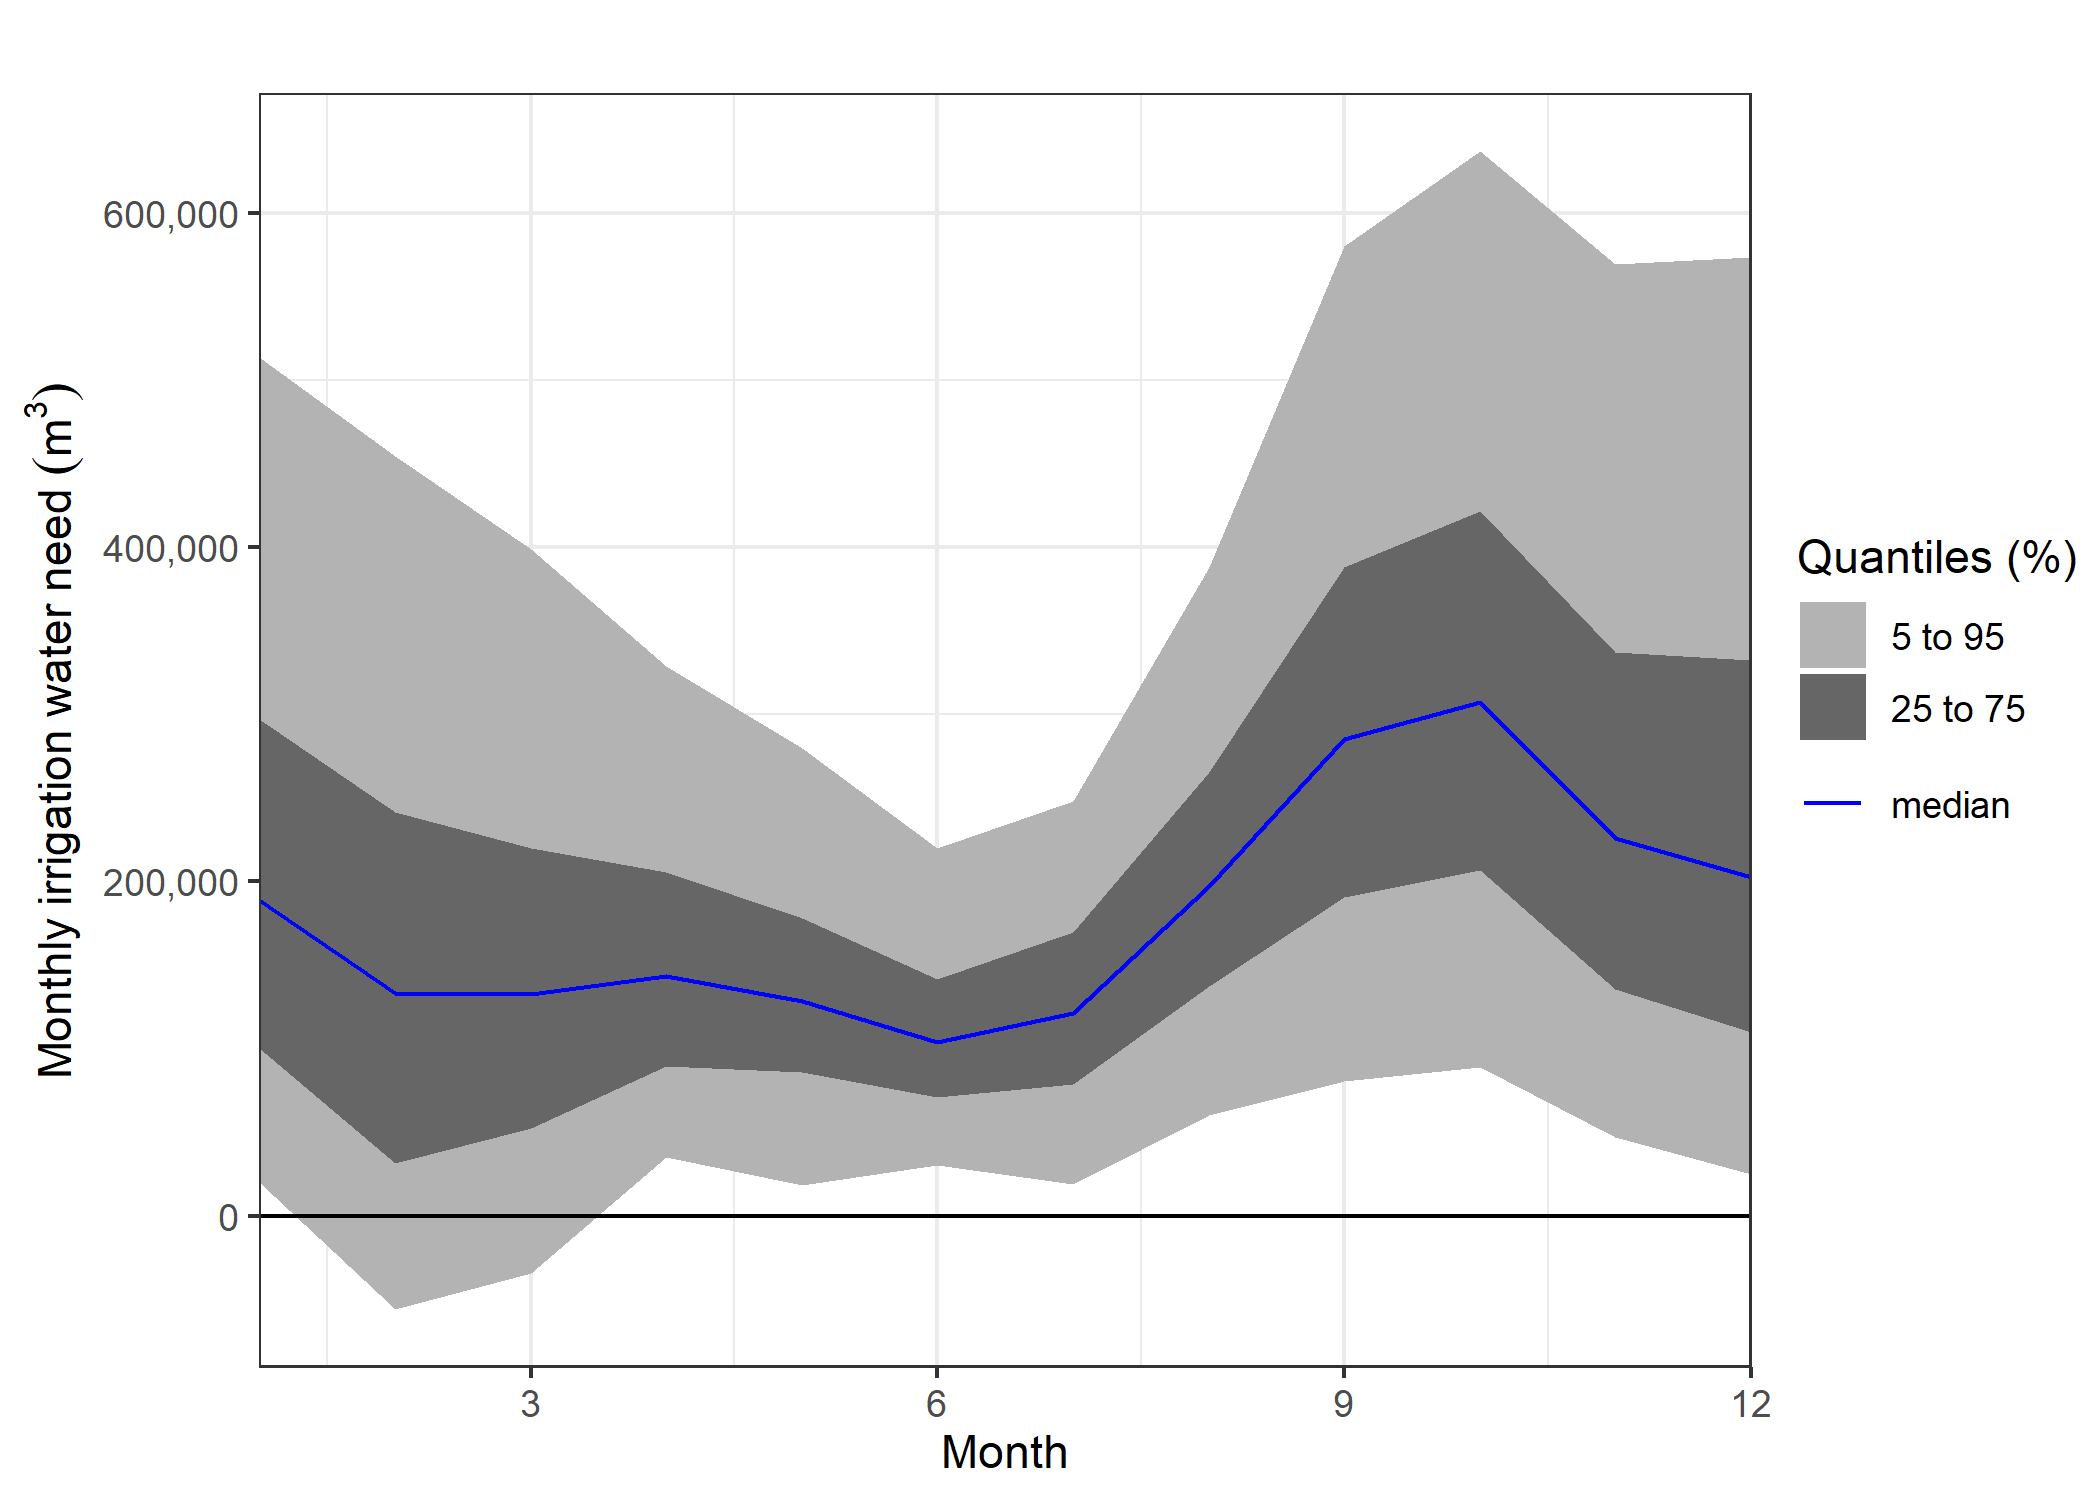 Monthly irrigation water need (m³)
600,000
400,000
200,000
0
3
6
9
12
Month
Quantiles (%)
5 to 95
25 to 75
median